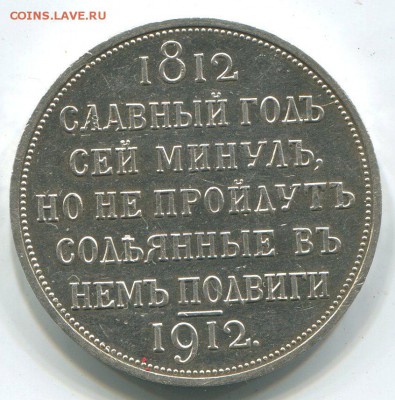 COINS.LAVE.RU
1812
СЛАВНЫЙ ГОДЪ
СЕЙ МИНУЛЪ,
НО НЕ ПРОЙДУТЪ
СОДѢЯННЫЕ ВЪ
НЕМЪ ПОДВИГИ
1912.